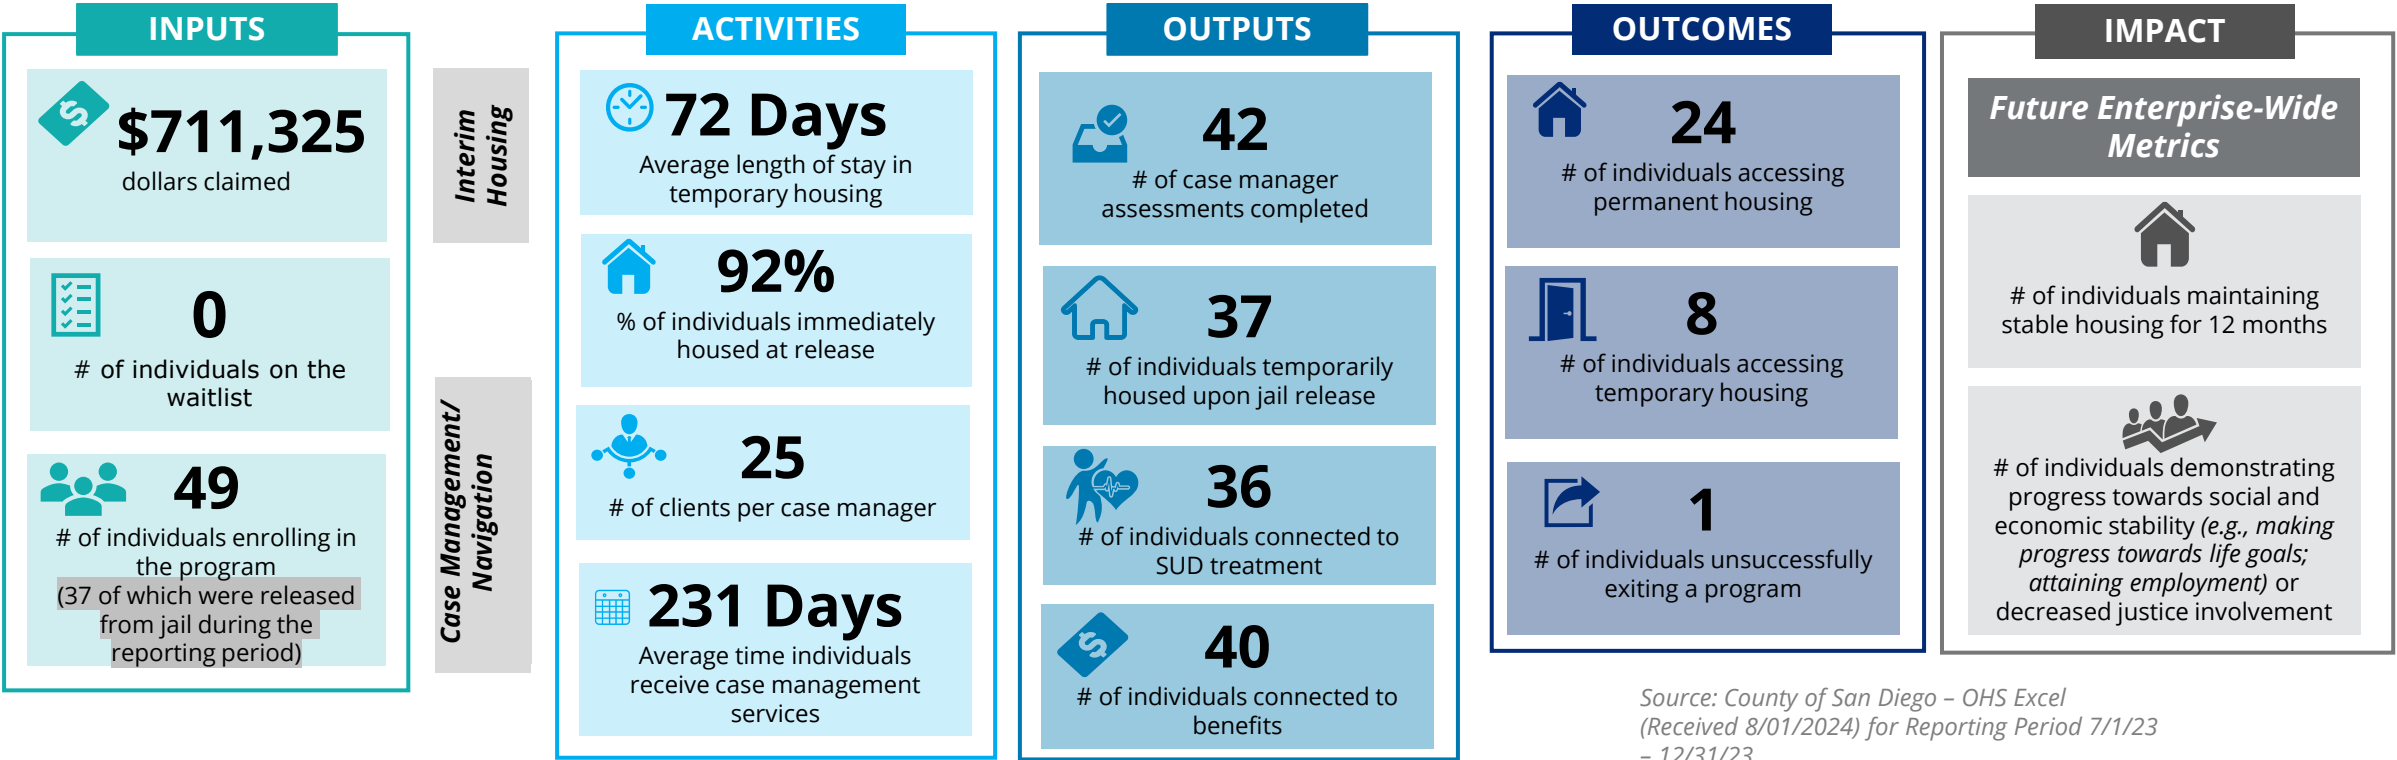 INPUTS
$711,325
dollars claimed
0
# of individuals on the
waitlist
49
# of individuals enrolling in
the program
(37 of which were released
from jail during the
reporting period)
Interim
Housing
Case Management/
Navigation
ACTIVITIES
72 Days
Average length of stay in
temporary housing
92%
% of individuals immediately
housed at release
25
# of clients per case manager
231 Days
Average time individuals
receive case management
services
OUTPUTS
42
# of case manager
assessments completed
37
# of individuals temporarily
housed upon jail release
36
# of individuals connected to
SUD treatment
40
# of individuals connected to
benefits
OUTCOMES
24
# of individuals accessing
permanent housing
8
# of individuals accessing
temporary housing
1
# of individuals unsuccessfully
exiting a program
IMPACT
Future Enterprise-Wide
Metrics
# of individuals maintaining
stable housing for 12 months
# of individuals demonstrating
progress towards social and
economic stability (e.g., making
progress towards life goals;
attaining employment) or
decreased justice involvement
Source: County of San Diego – OHS Excel
(Received 8/01/2024) for Reporting Period 7/1/23
– 12/31/23